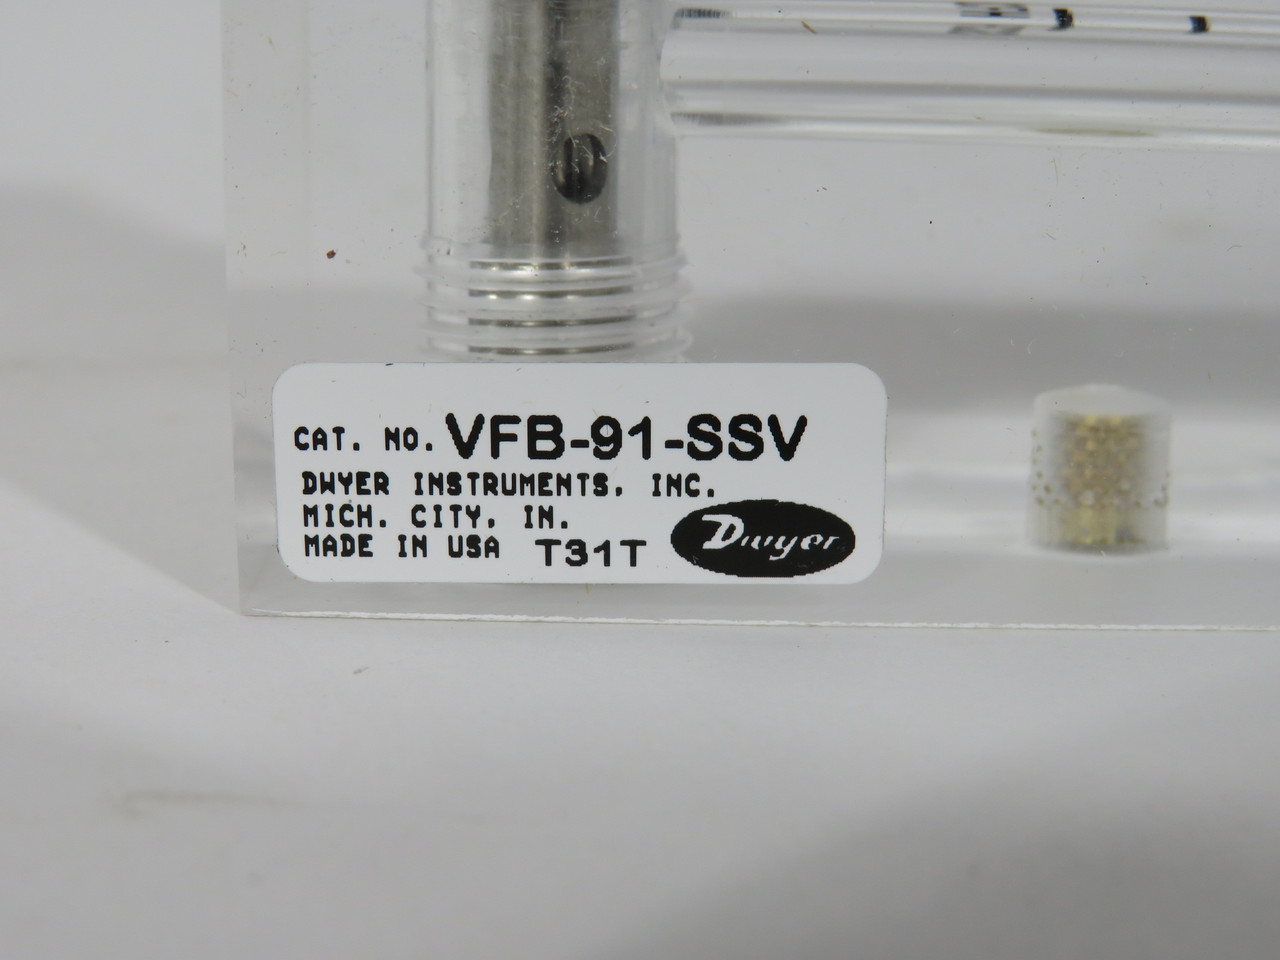 CAT. NO. VFB-91-SSV
DWYER INSTRUMENTS, INC.
MICH. CITY, IN.
MADE IN USA T31T Dwyer